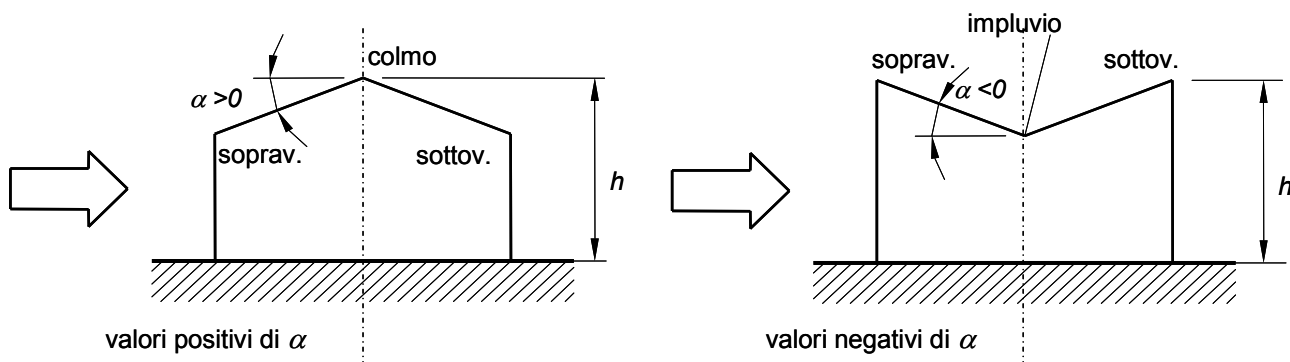 colmo
α >0
soprav.
sottov.
h
valori positivi di α
impluvio
soprav.
sottov.
α <0
h
valori negativi di α